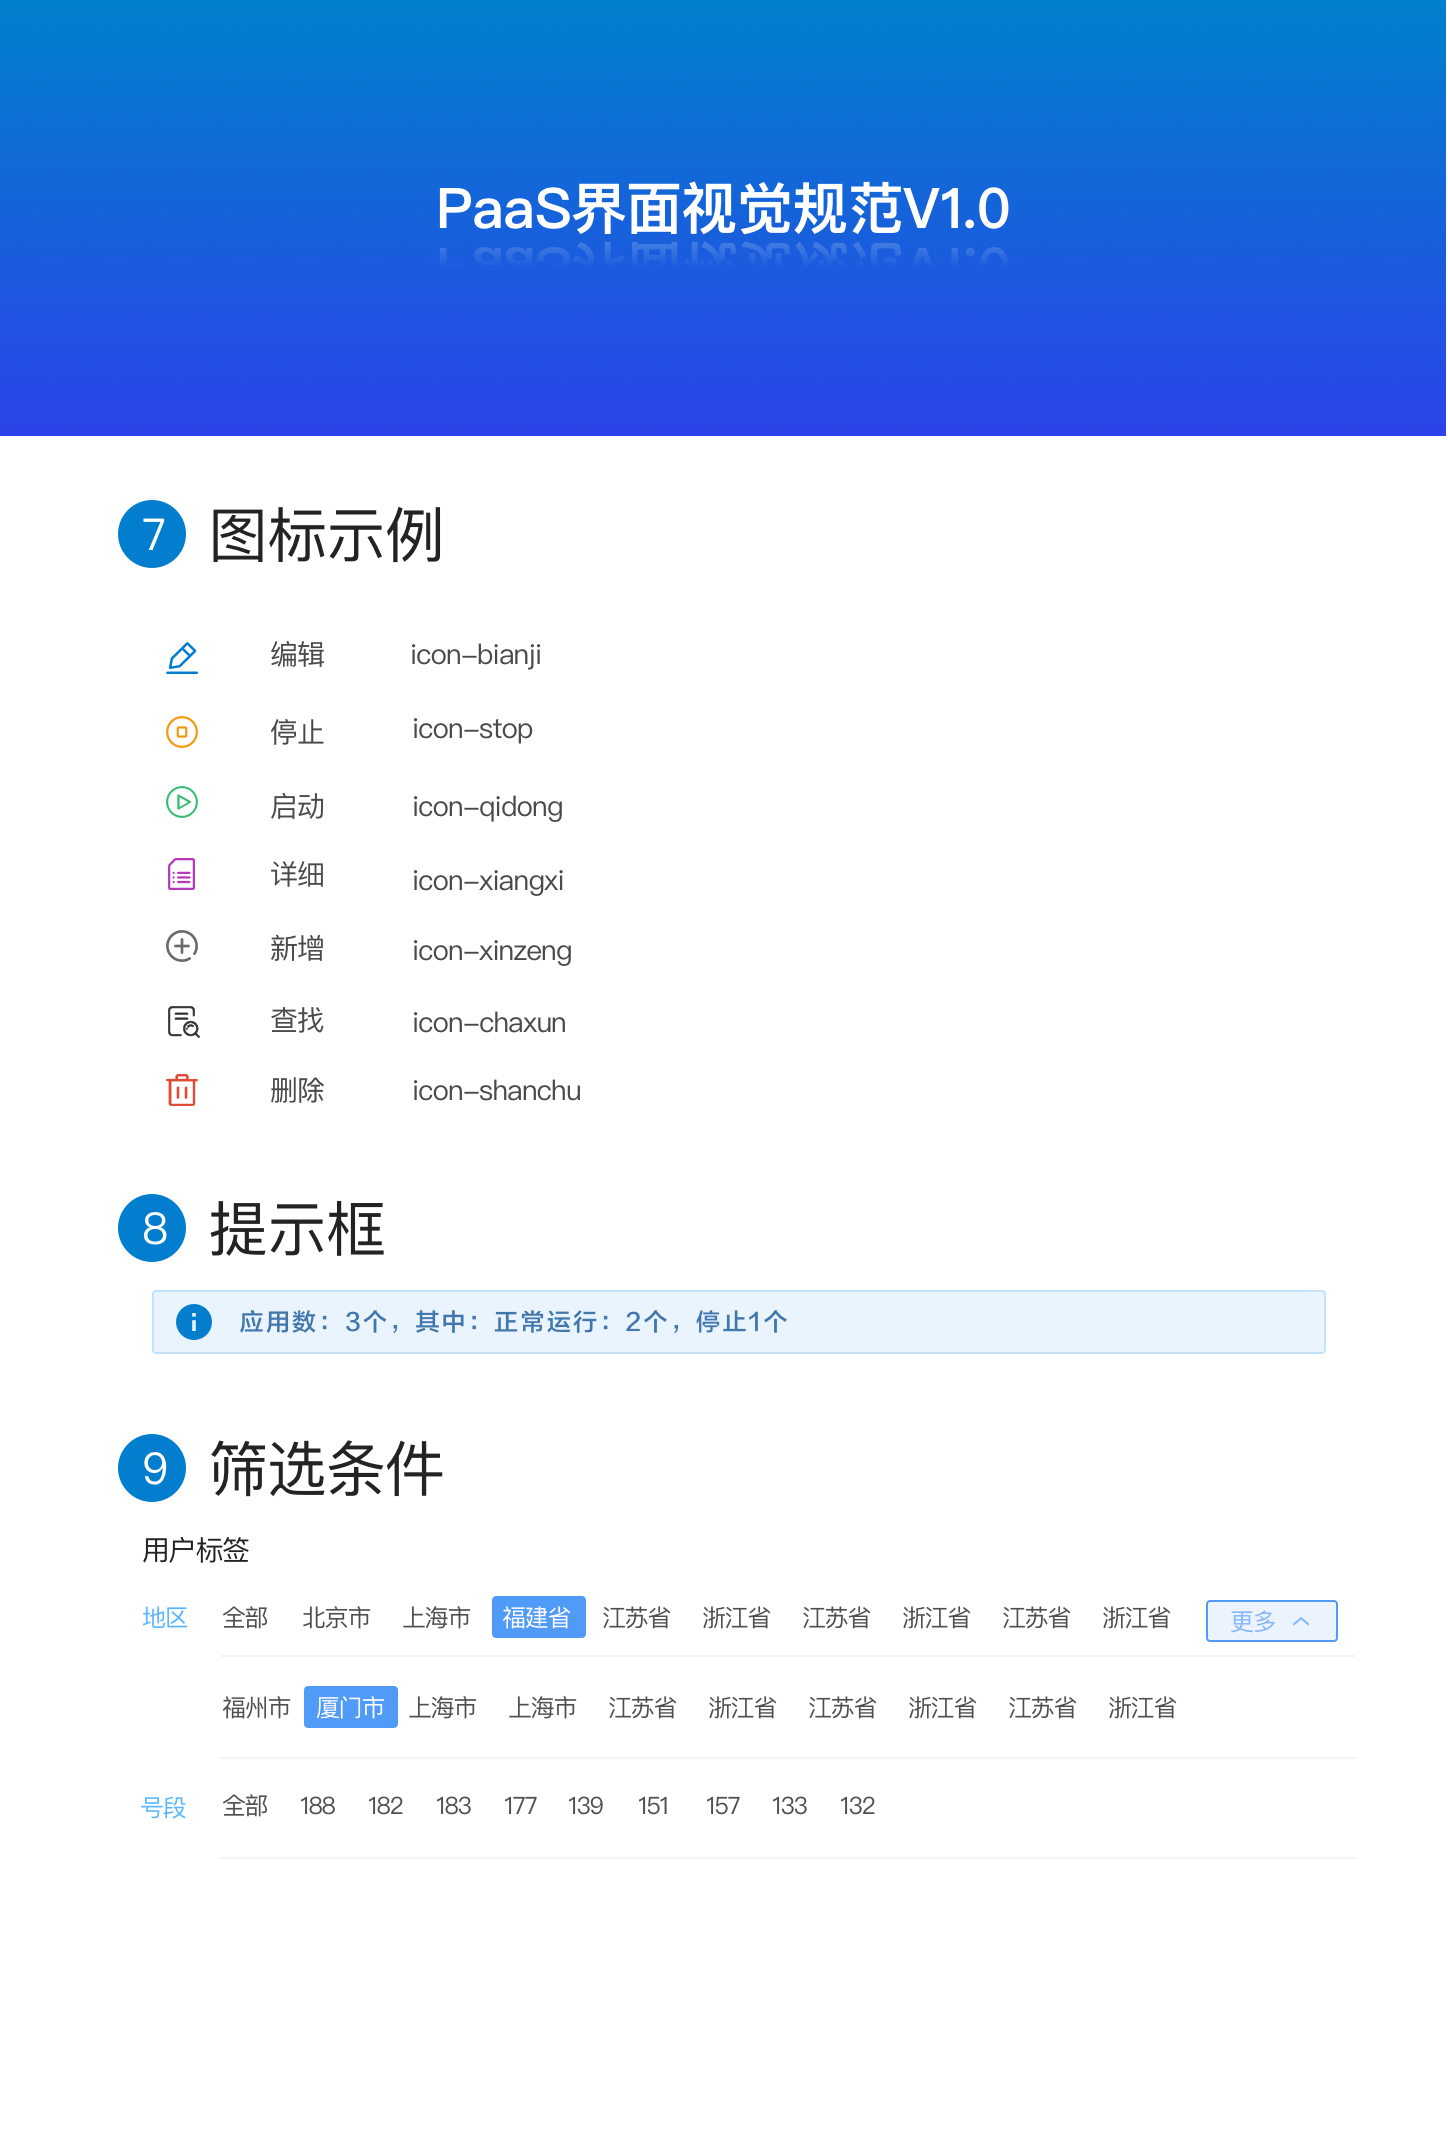 PaaS界面视觉规范V1.0
7 图标示例
编辑 icon-bianji
停止 icon-stop
启动 icon-qidong
详细 icon-xiangxi
新增 icon-xinzeng
查找 icon-chaxun
删除 icon-shanchu
8 提示框
应用数：3个，其中：正常运行：2个，停止1个
9 筛选条件
用户标签
地区 全部 北京市 上海市 福建省 江苏省 浙江省 江苏省 浙江省 江苏省 浙江省 更多
福州市 厦门市 上海市 上海市 江苏省 浙江省 江苏省 浙江省 江苏省 浙江省
号段 全部 188 182 183 177 139 151 157 133 132